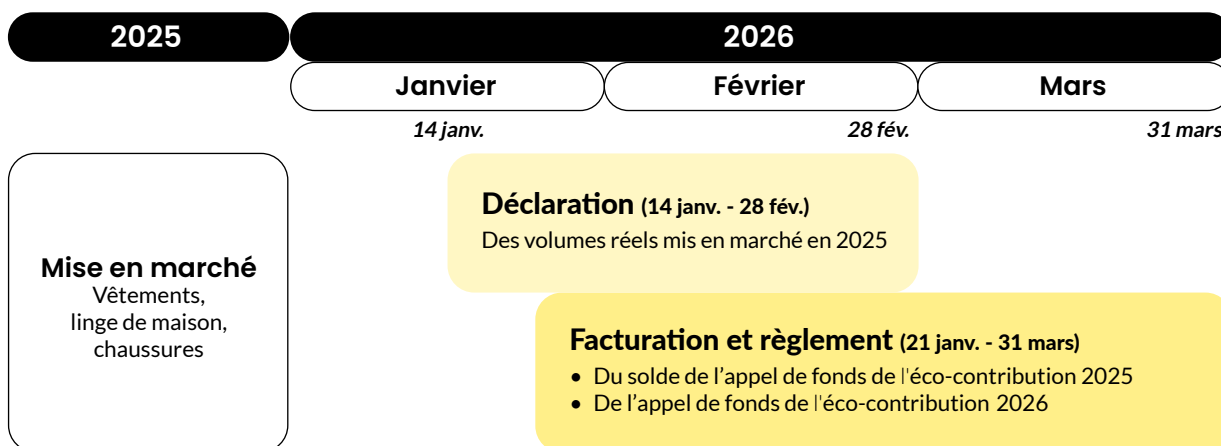 2025
2026
Janvier
Février
Mars
14 janv.
28 fév.
31 mars
Mise en marché
Vêtements,
linge de maison,
chaussures
Déclaration (14 janv. - 28 fév.)
Des volumes réels mis en marché en 2025
Facturation et règlement (21 janv. - 31 mars)
• Du solde de l’appel de fonds de l'éco-contribution 2025
• De l’appel de fonds de l'éco-contribution 2026